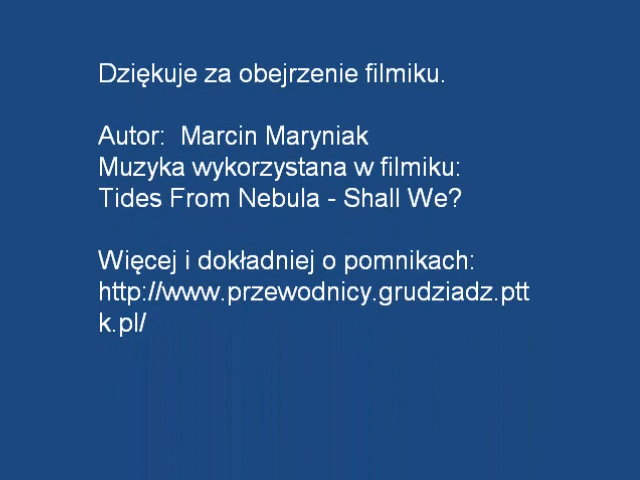 Dziękuje za obejrzenie filmiku.
Autor:  Marcin Maryniak
Muzyka wykorzystana w filmiku:
Tides From Nebula - Shall We?
Więcej i dokładniej o pomnikach:
http://www.przewodnicy.grudziadz.ptt
k.pl/